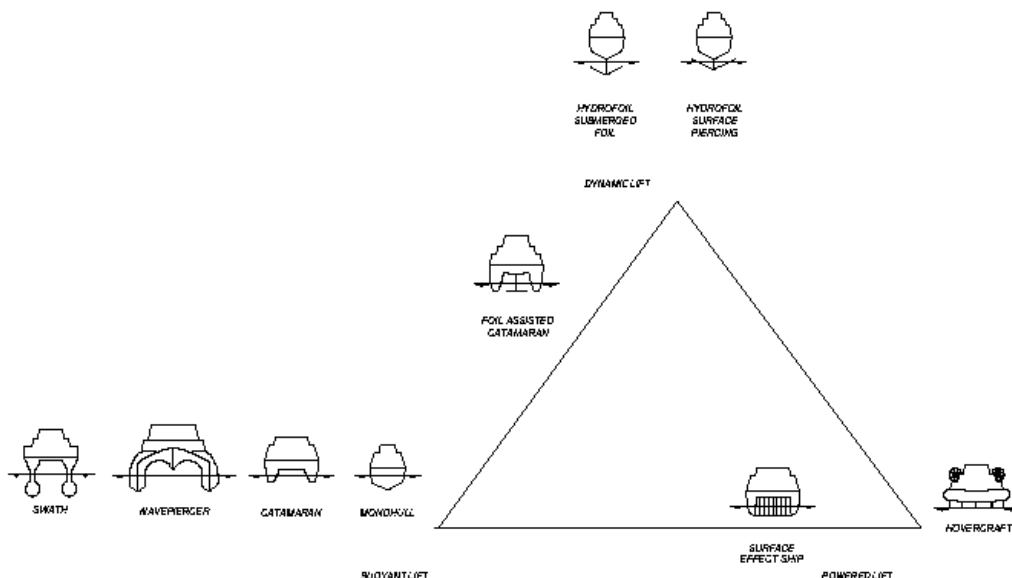 HYDROFOIL
SUBMERGED
FOIL
HYDROFOIL
SURFACE
PIERCING
DYNAMIC LIFT
FOIL ASSISTED
CATAMARAN
SWATH
WAVEPIERCER
CATAMARAN
MONOHULL
HOVERCRAFT
SURFACE
EFFECT SHIP
BUOYANT LIFT
POWERED LIFT